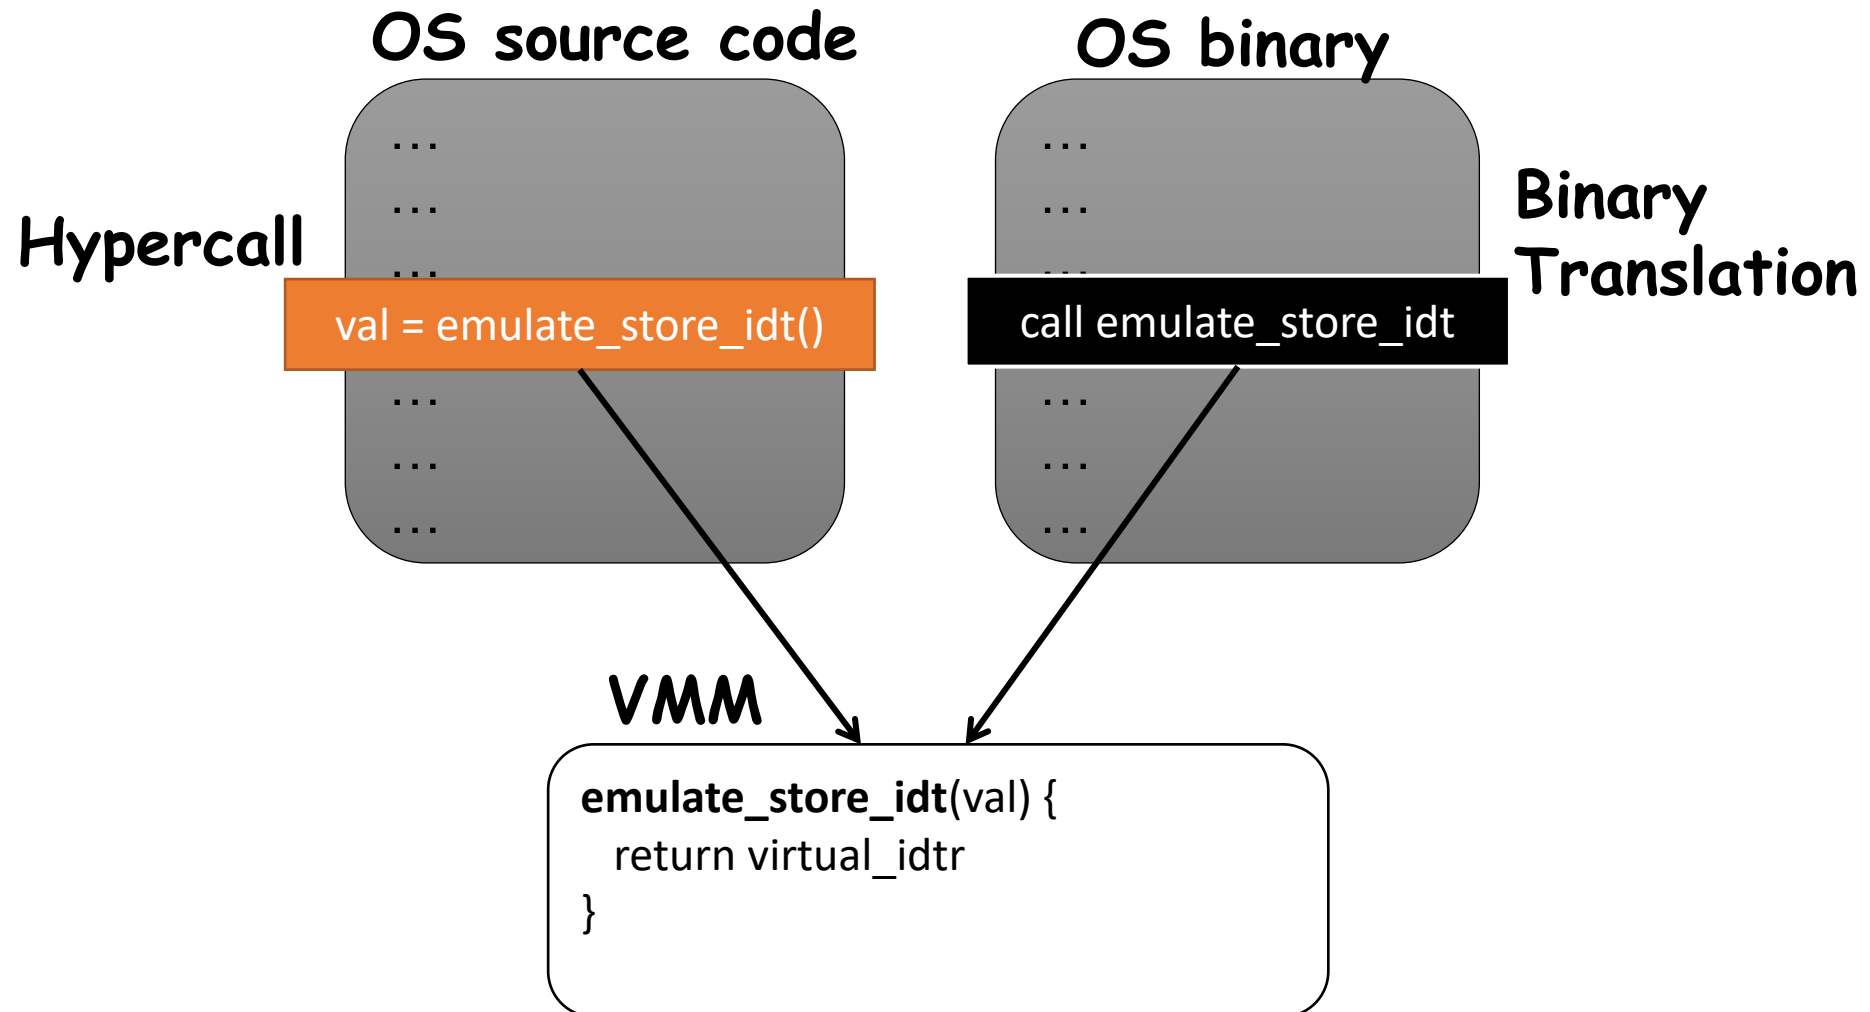 OS source code
OS binary
Hypercall
...
...
...
val = emulate_store_idt()
...
...
...
...
...
...
call emulate_store_idt
...
...
...
Binary
Translation
VMM
emulate_store_idt(val) {
return virtual_idtr
}